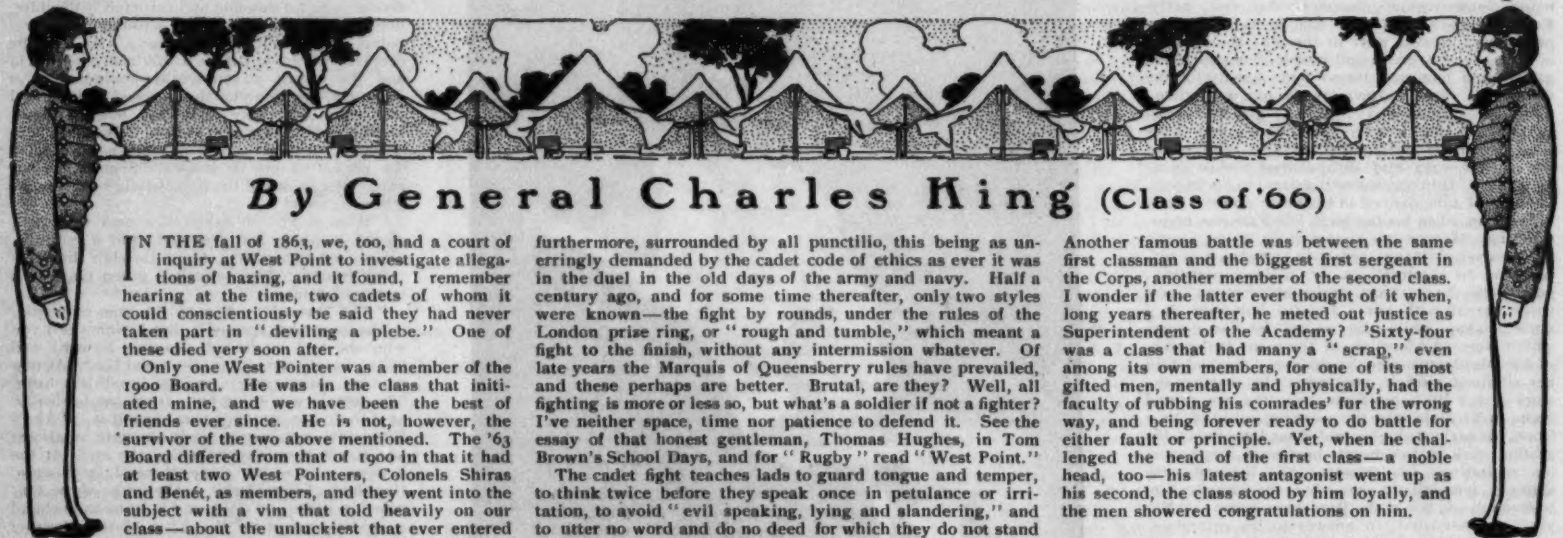 By General Charles King (Class of '66)
IN THE fall of 1863, we, too, had a court of
inquiry at West Point to investigate allega-
tions of hazing, and it found, I remember
hearing at the time, two cadets of whom it
could conscientiously be said they had never
taken part in "deviling a plebe." One of
these died very soon after.
Only one West Pointer was a member of the
1900 Board. He was in the class that initi-
ated mine, and we have been the best of
friends ever since. He is not, however, the
survivor of the two above mentioned. The '63
Board differed from that of 1900 in that it had
at least two West Pointers, Colonels Shiras
and Benét, as members, and they went into the
subject with a vim that told heavily on our
class—about the unluckiest that ever entered
furthermore, surrounded by all punctilio, this being as un-
erringly demanded by the cadet code of ethics as ever it was
in the duel in the old days of the army and navy. Half a
century ago, and for some time thereafter, only two styles
were known—the fight by rounds, under the rules of the
London prize ring, or "rough and tumble," which meant a
fight to the finish, without any intermission whatever. Of
late years the Marquis of Queensberry rules have prevailed,
and these perhaps are better. Brutal, are they? Well, all
fighting is more or less so, but what's a soldier if not a fighter?
I've neither space, time nor patience to defend it. See the
essay of that honest gentleman, Thomas Hughes, in Tom
Brown's School Days, and for "Rugby" read "West Point."
The cadet fight teaches lads to guard tongue and temper,
to think twice before they speak once in petulance or irri-
tation, to avoid "evil speaking, lying and slandering," and
to utter no word and do no deed for which they do not stand
Another famous battle was between the same
first classman and the biggest first sergeant in
the Corps, another member of the second class.
I wonder if the latter ever thought of it when,
long years thereafter, he meted out justice as
Superintendent of the Academy? 'Sixty-four
was a class that had many a "scrap," even
among its own members, for one of its most
gifted men, mentally and physically, had the
faculty of rubbing his comrades' fur the wrong
way, and being forever ready to do battle for
either fault or principle. Yet, when he chal-
lenged the head of the first class—a noble
head, too—his latest antagonist went up as
his second, the class stood by him loyally, and
the men showered congratulations on him.